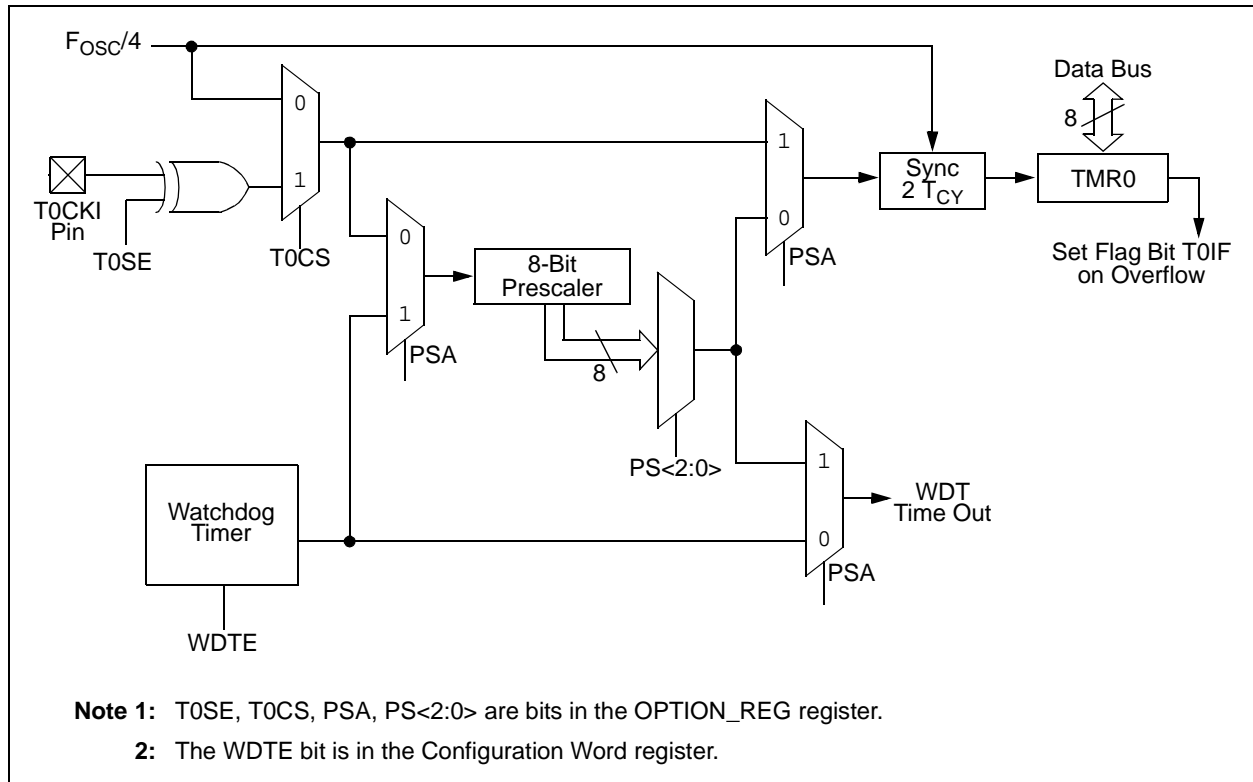 FOSC/4
Data Bus
0
1
8
1
Sync
2 TCY
TMR0
T0CKI
Pin
T0SE
T0CS
0
0
PSA
Set Flag Bit T0IF
on Overflow
8-Bit
Prescaler
1
PSA
8
PS<2:0>
1
WDT
Time Out
Watchdog
Timer
0
PSA
WDTE
Note 1: T0SE, T0CS, PSA, PS<2:0> are bits in the OPTION_REG register.
2: The WDTE bit is in the Configuration Word register.